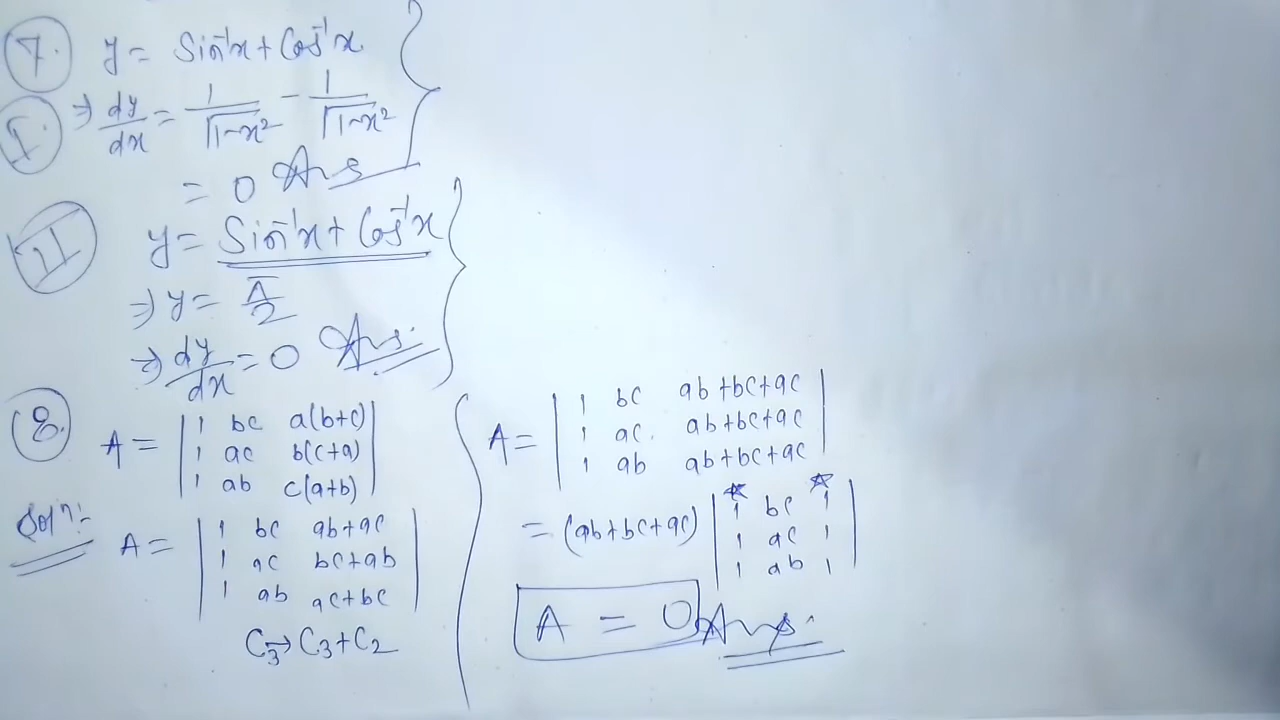 7. y = Sin⁻¹x + Cos⁻¹x
I. ⇒ dy/dx = 1/√1-x² - 1/√1-x²
= 0 Ans
II y = Sin⁻¹x + Cos⁻¹x
⇒ y = π/2
⇒ dy/dx = 0 Ans.
8. A = | 1 bc a(b+c) |
| 1 ac b(c+a) |
| 1 ab c(a+b) |
Solⁿ:-
A = | 1 bc ab+ac |
| 1 ac bc+ab |
| 1 ab ac+bc |
C₃→ C₃+C₂
A = | 1 bc ab+bc+ac |
| 1 ac. ab+bc+ac |
| 1 ab ab+bc+ac |
= (ab+bc+ac) | 1 bc 1 |
| 1 ac 1 |
| 1 ab 1 |
A = 0 Ans.